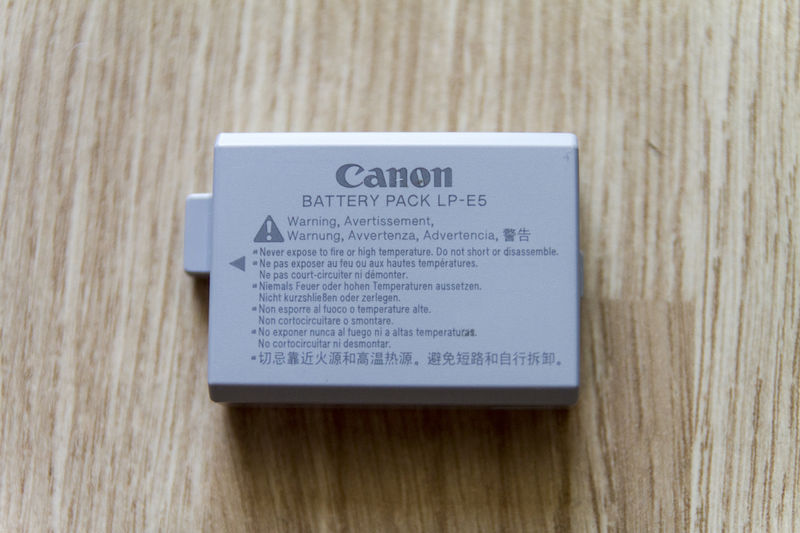 Canon
BATTERY PACK LP-E5
Warning, Avertissement,
Warnung, Avvertenza, Advertencia, 警告
Never expose to fire or high temperature. Do not short or disassemble.
Ne pas exposer au feu ou aux hautes températures.
Ne pas court-circuiter ni démonter.
Niemals Feuer oder hohen Temperaturen aussetzen.
Nicht kurzshließen oder zerlegen.
Non esporre al fuoco o temperature alte.
Non cortocircuitare o smontare.
No exponer nunca al fuego ni a altas temperaturas.
No cortocircuitar ni desmontar.
切忌靠近火源和高温热源。避免短路和自行拆卸。